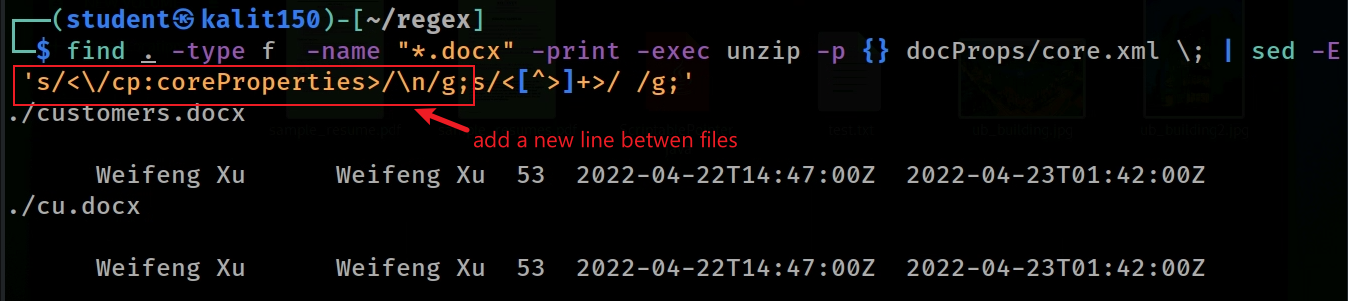 ┌──(student㉿kalit150)-[~/regex]
└─$ find . -type f  -name "*.docx" -print -exec unzip -p {} docProps/core.xml \; | sed -E
's/<\/cp:coreProperties>/\n/g;s/<[^>]+>/ /g;'
./customers.docx
add a new line betwen files
Weifeng Xu      Weifeng Xu  53  2022-04-22T14:47:00Z  2022-04-23T01:42:00Z
./cu.docx
Weifeng Xu      Weifeng Xu  53  2022-04-22T14:47:00Z  2022-04-23T01:42:00Z